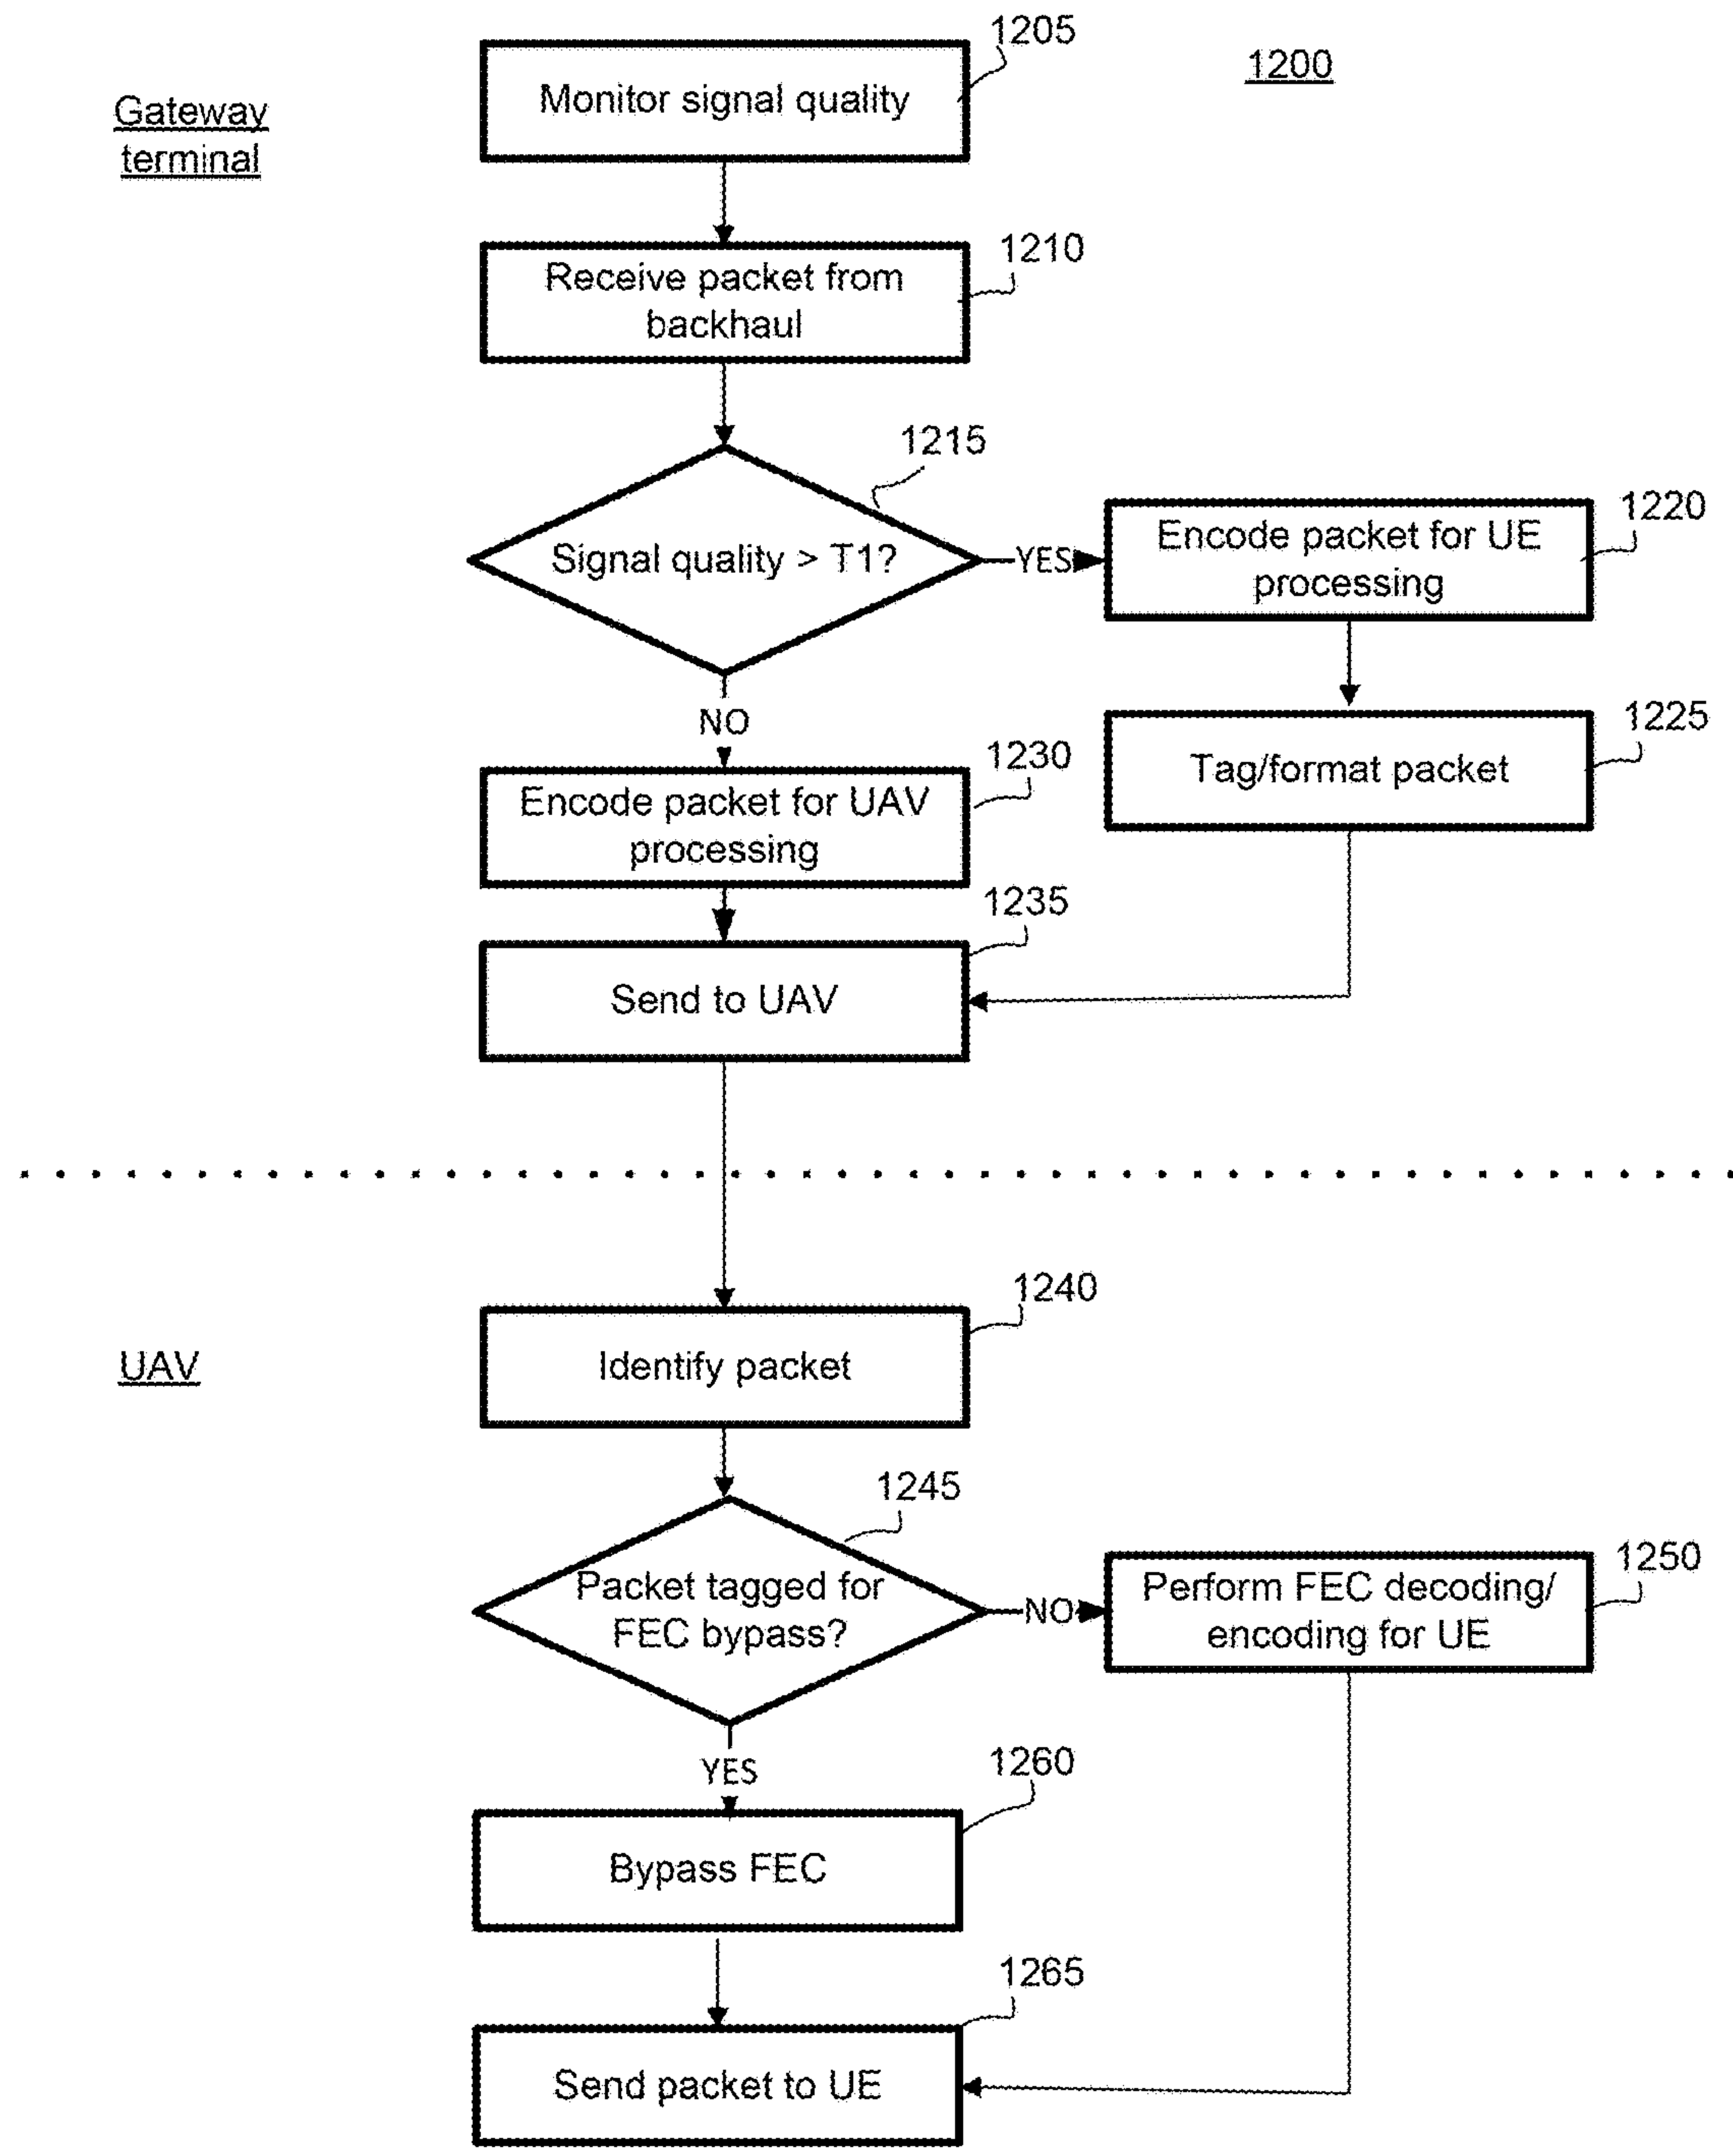 1205
1200
Monitor signal quality
Gateway
terminal
1210
Receive packet from
backhaul
1215
Signal quality > T1?
YES
1220
Encode packet for UE
processing
NO
1225
Tag/format packet
1230
Encode packet for UAV
processing
1235
Send to UAV
1240
UAV
Identify packet
1245
Packet tagged for
FEC bypass?
NO
1250
Perform FEC decoding/
encoding for UE
YES
1260
Bypass FEC
1265
Send packet to UE